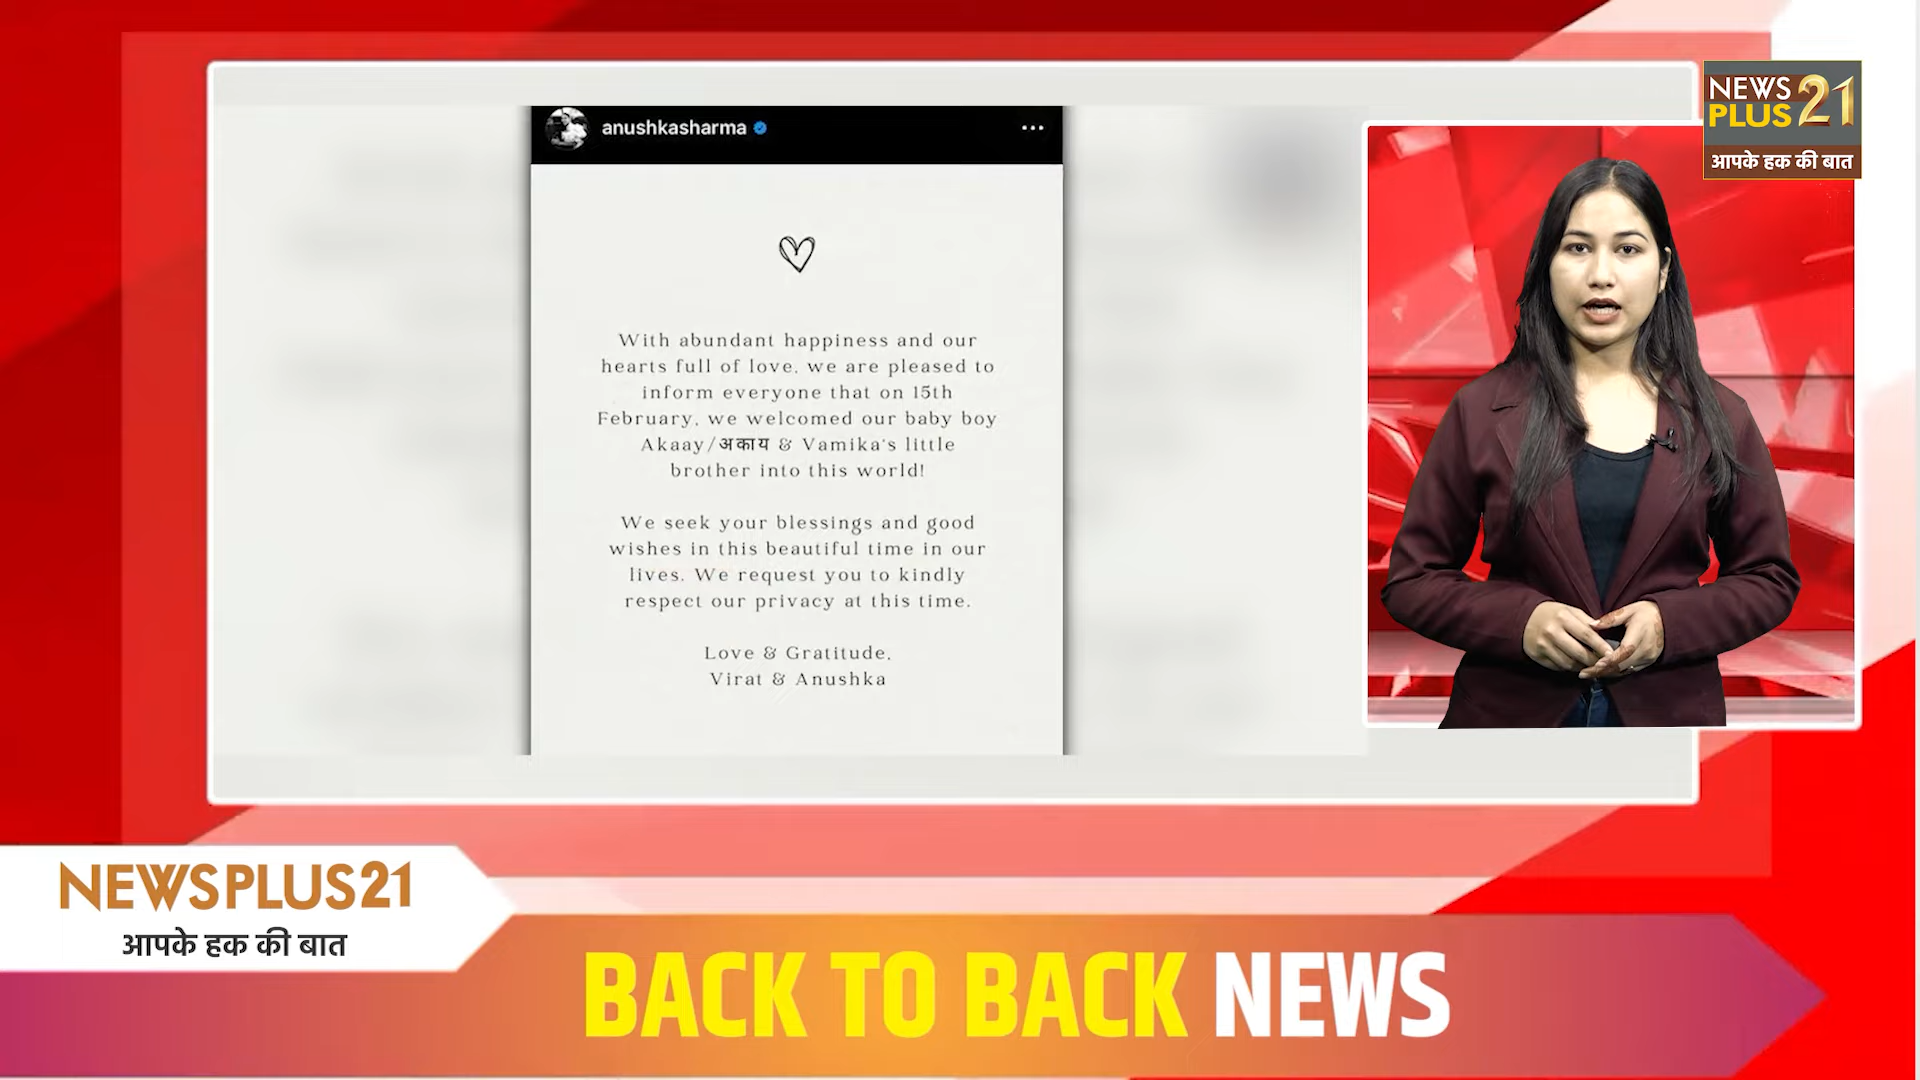 anushkasharma
With abundant happiness and our
hearts full of love, we are pleased to
inform everyone that on 15th
February, we welcomed our baby boy
Akaay/अकाय & Vamika's little
brother into this world!
We seek your blessings and good
wishes in this beautiful time in our
lives. We request you to kindly
respect our privacy at this time.
Love & Gratitude,
Virat & Anushka
NEWS
PLUS 21
आपके हक की बात
NEWSPLUS21
आपके हक की बात
BACK TO BACK NEWS